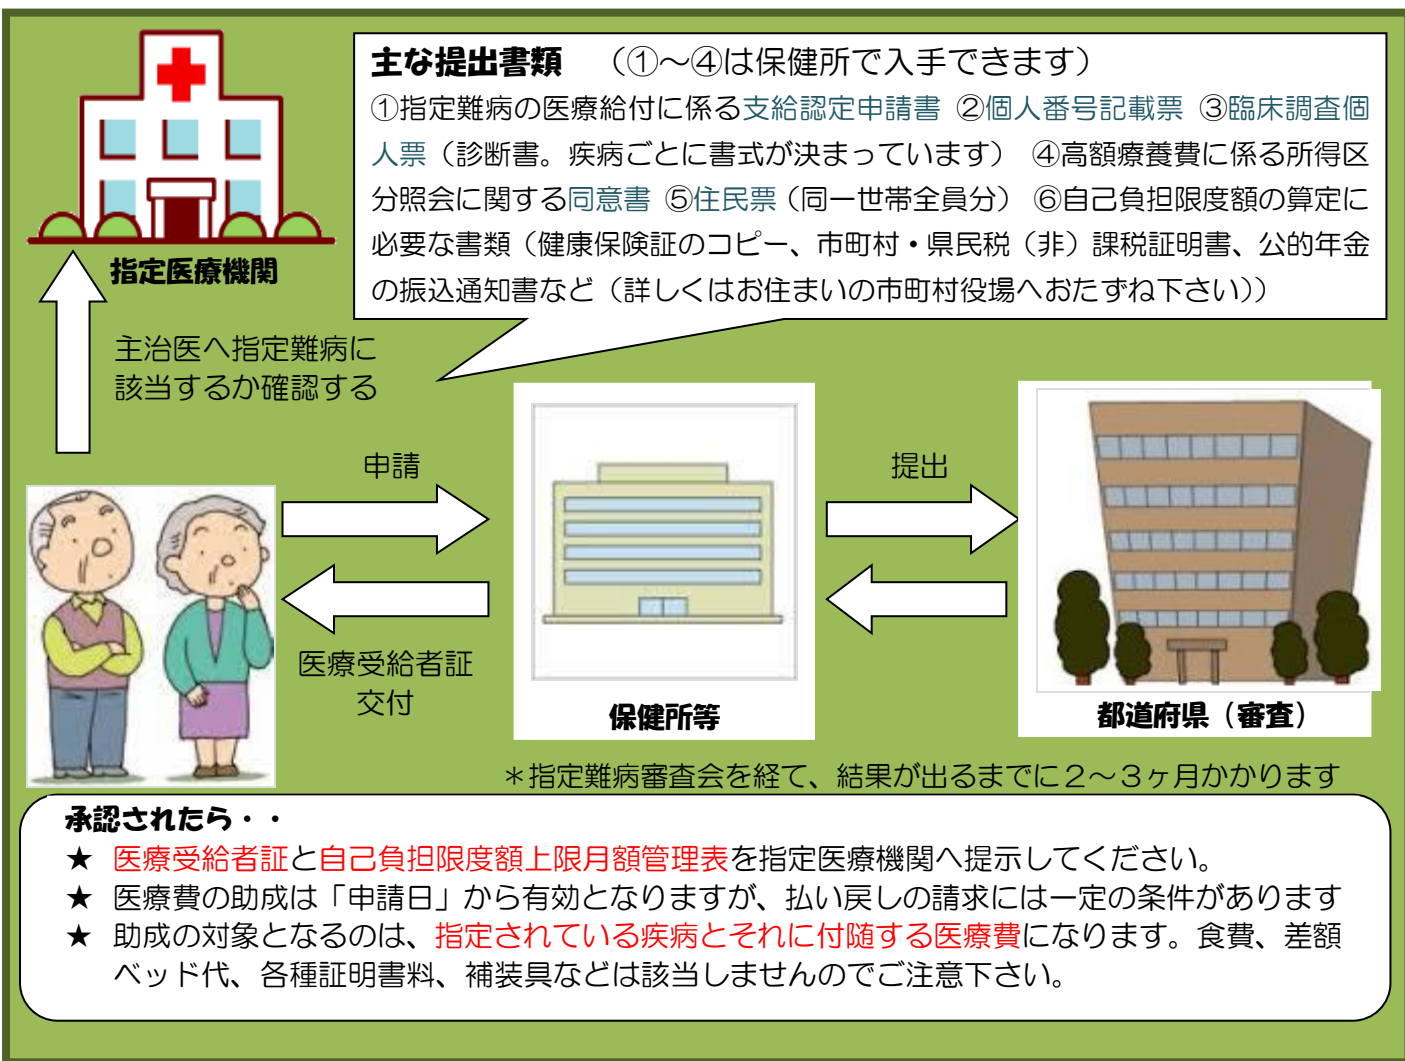 主な提出書類　（①～④は保健所で入手できます）
①指定難病の医療給付に係る支給認定申請書 ②個人番号記載票 ③臨床調査個
人票（診断書。疾病ごとに書式が決まっています） ④高額療養費に係る所得区
分照会に関する同意書 ⑤住民票（同一世帯全員分） ⑥自己負担限度額の算定に
必要な書類（健康保険証のコピー、市町村・県民税（非）課税証明書、公的年金
の振込通知書など（詳しくはお住まいの市町村役場へおたずね下さい））
指定医療機関
主治医へ指定難病に
該当するか確認する
申請
提出
医療受給者証
交付
保健所等
都道府県（審査）
＊指定難病審査会を経て、結果が出るまでに２～３ヶ月かかります
承認されたら・・
★ 医療受給者証と自己負担限度額上限月額管理表を指定医療機関へ提示してください。
★ 医療費の助成は「申請日」から有効となりますが、払い戻しの請求には一定の条件があります
★ 助成の対象となるのは、指定されている疾病とそれに付随する医療費になります。食費、差額
ベッド代、各種証明書料、補装具などは該当しませんのでご注意下さい。